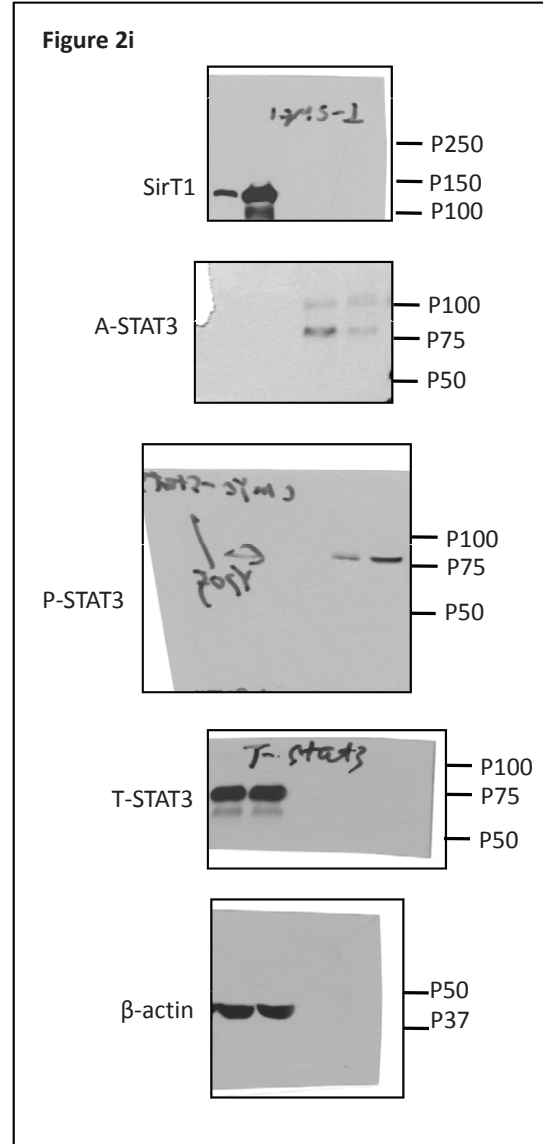 Figure 2i
P250
SirT1
P150
P100
P100
A-STAT3
P75
P50
P100
P75
P-STAT3
P50
T-Stat3
P100
T-STAT3
P75
P50
P50
β-actin
P37